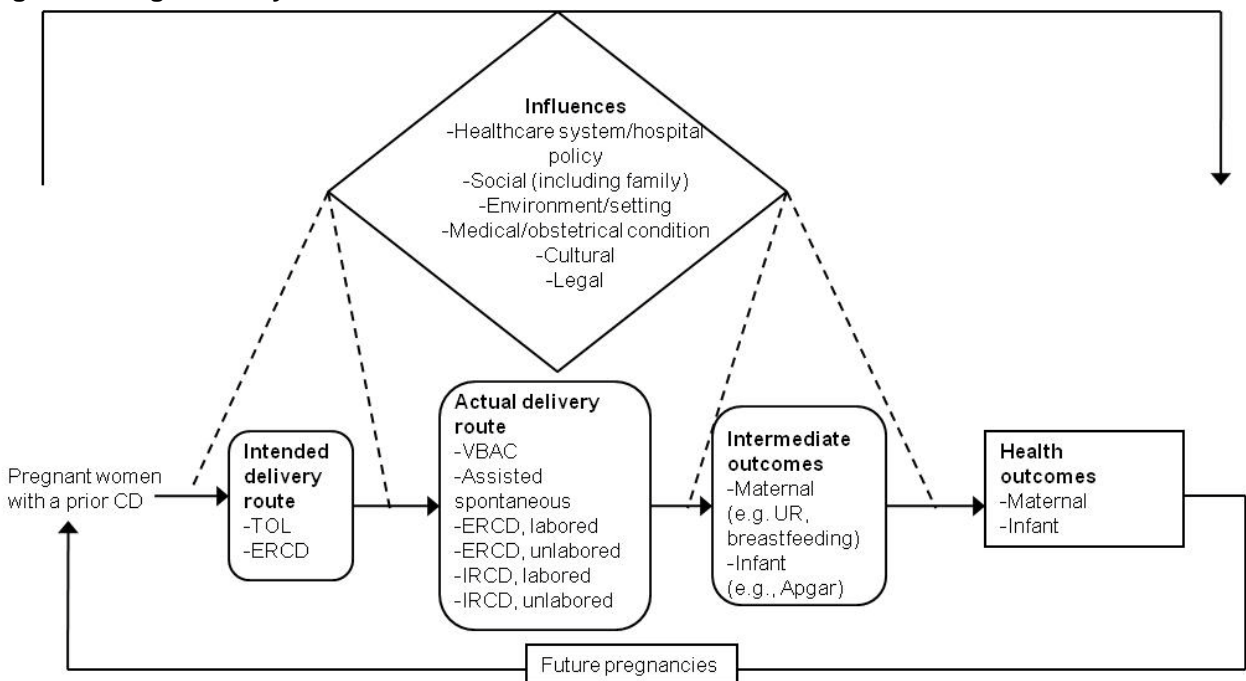 Influences
-Healthcare system/hospital
policy
-Social (including family)
-Environment/setting
-Medical/obstetrical condition
-Cultural
-Legal
Pregnant women
with a prior CD
Intended
delivery
route
-TOL
-ERCD
Actual delivery
route
-VBAC
-Assisted
spontaneous
-ERCD, labored
-ERCD, unlabored
-IRCD, labored
-IRCD, unlabored
Intermediate
outcomes
-Maternal
(e.g. UR,
breastfeeding)
-Infant
(e.g., Apgar)
Health
outcomes
-Maternal
-Infant
Future pregnancies